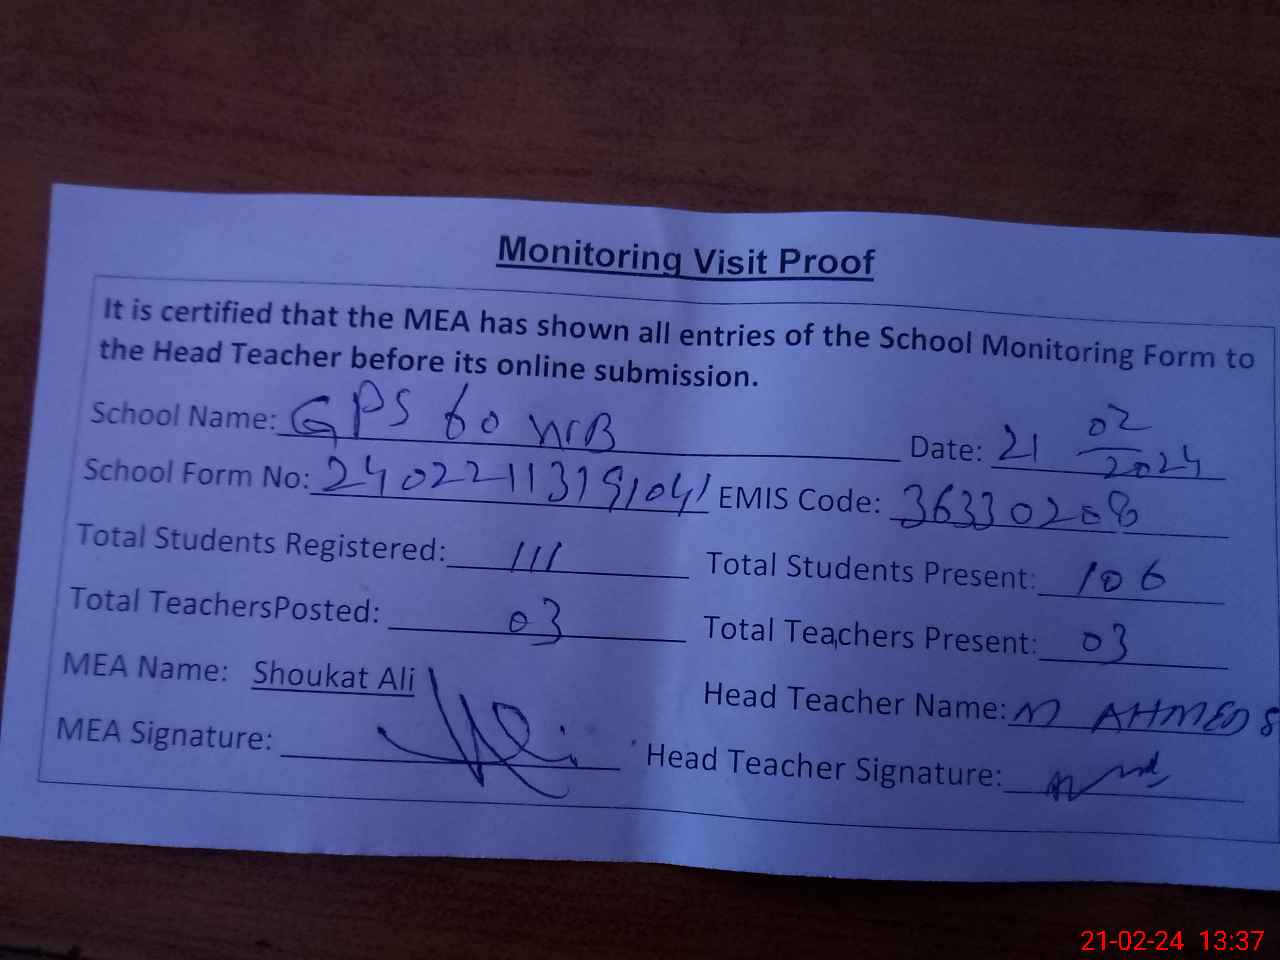 Monitoring Visit Proof
It is certified that the MEA has shown all entries of the School Monitoring Form to
the Head Teacher before its online submission.
School Name: GPS 60 WB Date: 21 02/2024
School Form No: 24022113191041 EMIS Code: 36330208
Total Students Registered: 111 Total Students Present: 106
Total TeachersPosted: 03 Total Teachers Present: 03
MEA Name: Shoukat Ali Head Teacher Name: M AHMED
MEA Signature: Head Teacher Signature:
21-02-24 13:37